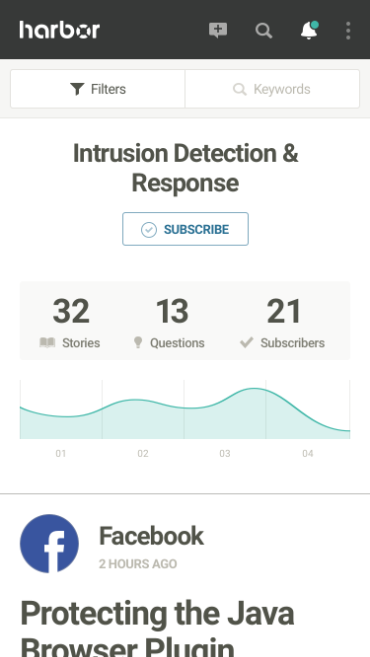 harbor
Filters
Keywords
Intrusion Detection &
Response
SUBSCRIBE
32
13
21
Stories
Questions
Subscribers
01
02
03
04
f
Facebook
2 HOURS AGO
Protecting the Java
Browser Plugin